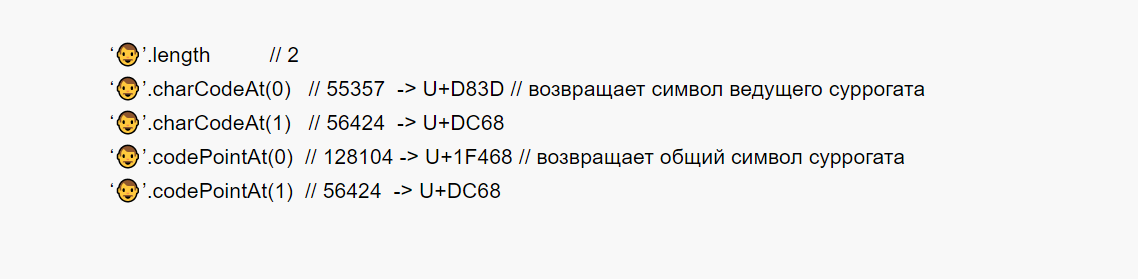 ‘👨’.length // 2
‘👨’.charCodeAt(0) // 55357 -> U+D83D // возвращает символ ведущего суррогата
‘👨’.charCodeAt(1) // 56424 -> U+DC68
‘👨’.codePointAt(0) // 128104 -> U+1F468 // возвращает общий символ суррогата
‘👨’.codePointAt(1) // 56424 -> U+DC68